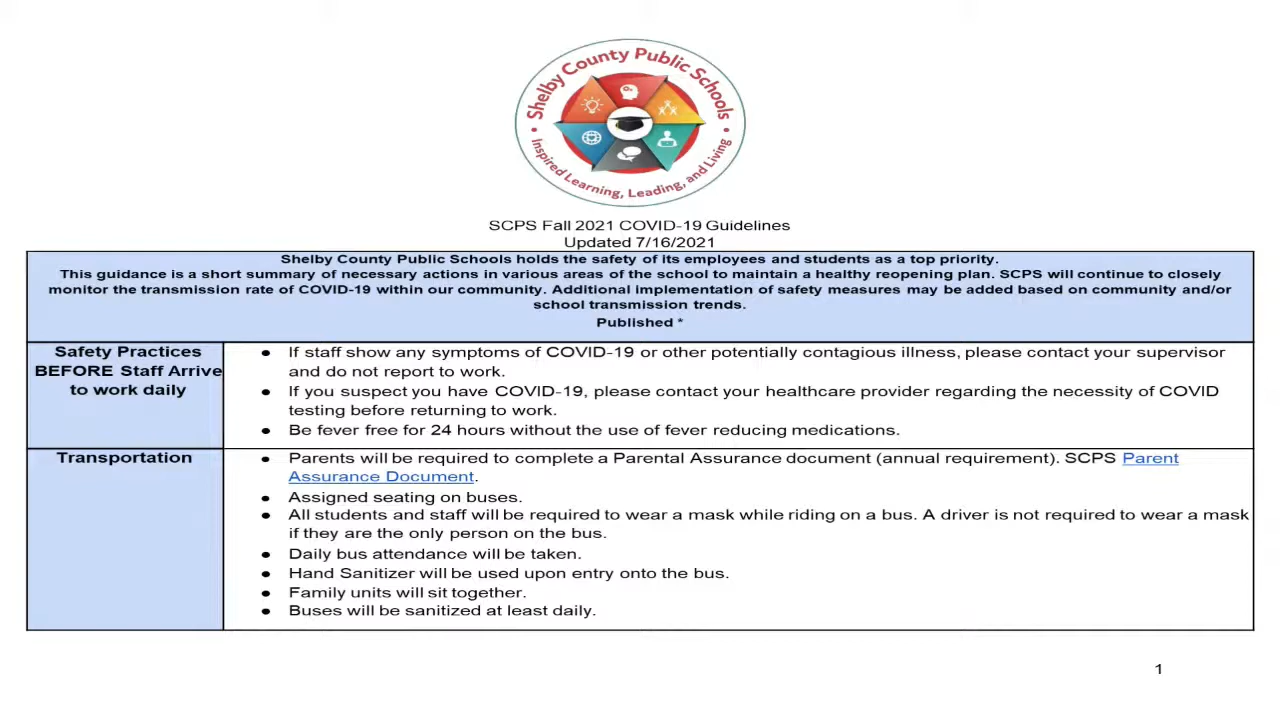 Shelby County Public Schools
Inspired Learning, Leading, and Living
SCPS Fall 2021 COVID-19 Guidelines
Updated 7/16/2021
Shelby County Public Schools holds the safety of its employees and students as a top priority.
This guidance is a short summary of necessary actions in various areas of the school to maintain a healthy reopening plan. SCPS will continue to closely
monitor the transmission rate of COVID-19 within our community. Additional implementation of safety measures may be added based on community and/or
school transmission trends.
Published *
Safety Practices
BEFORE Staff Arrive
to work daily
● If staff show any symptoms of COVID-19 or other potentially contagious illness, please contact your supervisor
and do not report to work.
● If you suspect you have COVID-19, please contact your healthcare provider regarding the necessity of COVID
testing before returning to work.
● Be fever free for 24 hours without the use of fever reducing medications.
Transportation
● Parents will be required to complete a Parental Assurance document (annual requirement). SCPS Parent
Assurance Document.
● Assigned seating on buses.
● All students and staff will be required to wear a mask while riding on a bus. A driver is not required to wear a mask
if they are the only person on the bus.
● Daily bus attendance will be taken.
● Hand Sanitizer will be used upon entry onto the bus.
● Family units will sit together.
● Buses will be sanitized at least daily.
1